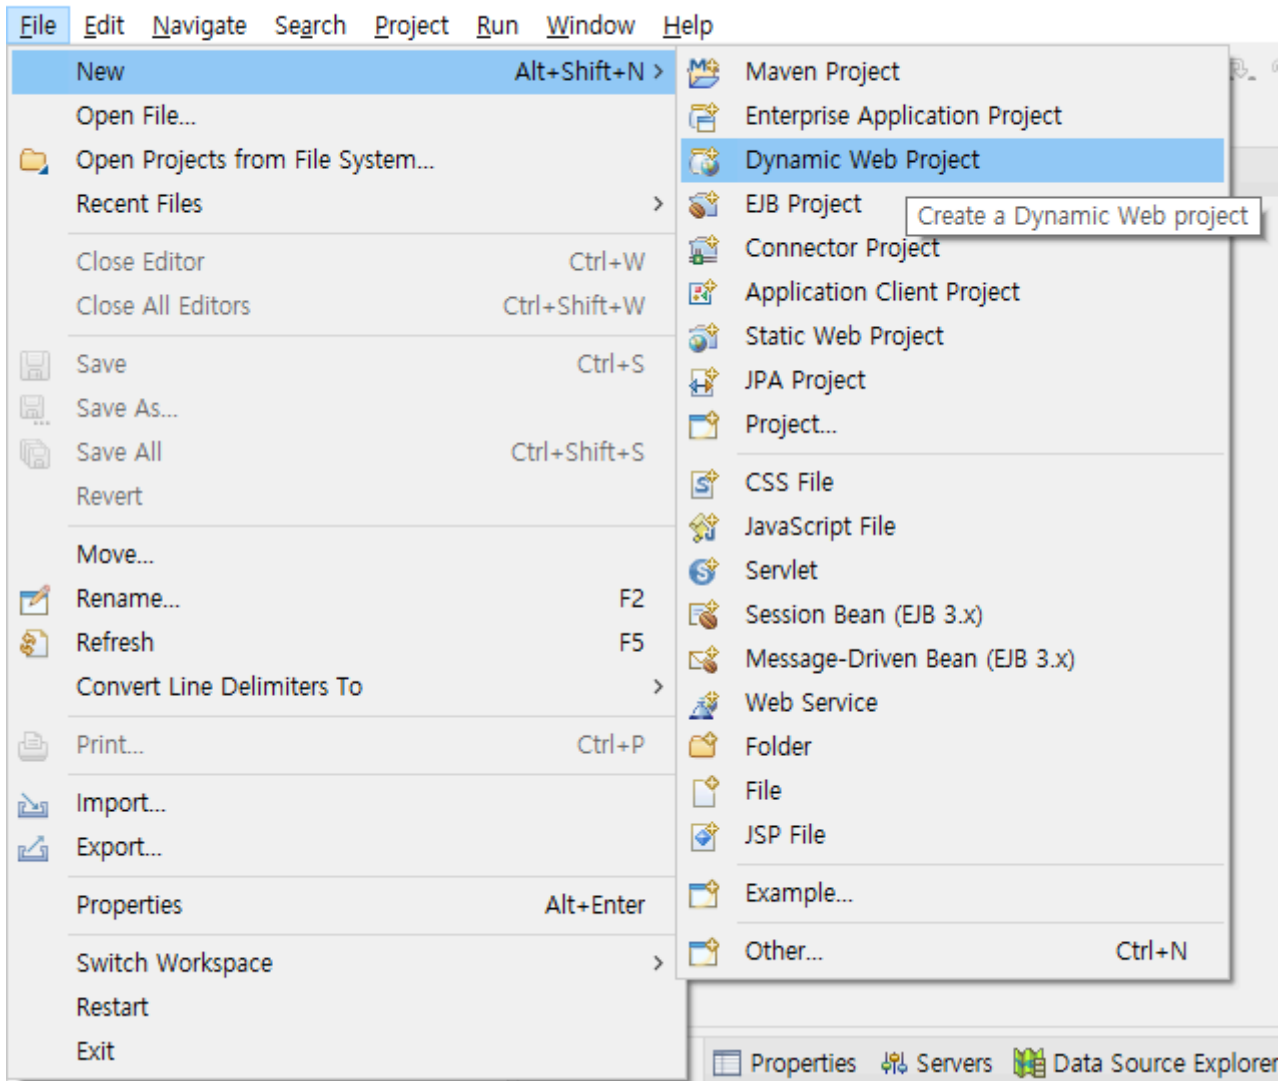 File Edit Navigate Search Project Run Window Help
New Alt+Shift+N >
Open File...
Open Projects from File System...
Recent Files >
Close Editor Ctrl+W
Close All Editors Ctrl+Shift+W
Save Ctrl+S
Save As...
Save All Ctrl+Shift+S
Revert
Move...
Rename... F2
Refresh F5
Convert Line Delimiters To >
Print... Ctrl+P
Import...
Export...
Properties Alt+Enter
Switch Workspace >
Restart
Exit
Maven Project
Enterprise Application Project
Dynamic Web Project
EJB Project
Create a Dynamic Web project
Connector Project
Application Client Project
Static Web Project
JPA Project
Project...
CSS File
JavaScript File
Servlet
Session Bean (EJB 3.x)
Message-Driven Bean (EJB 3.x)
Web Service
Folder
File
JSP File
Example...
Other... Ctrl+N
Properties Servers Data Source Explorer